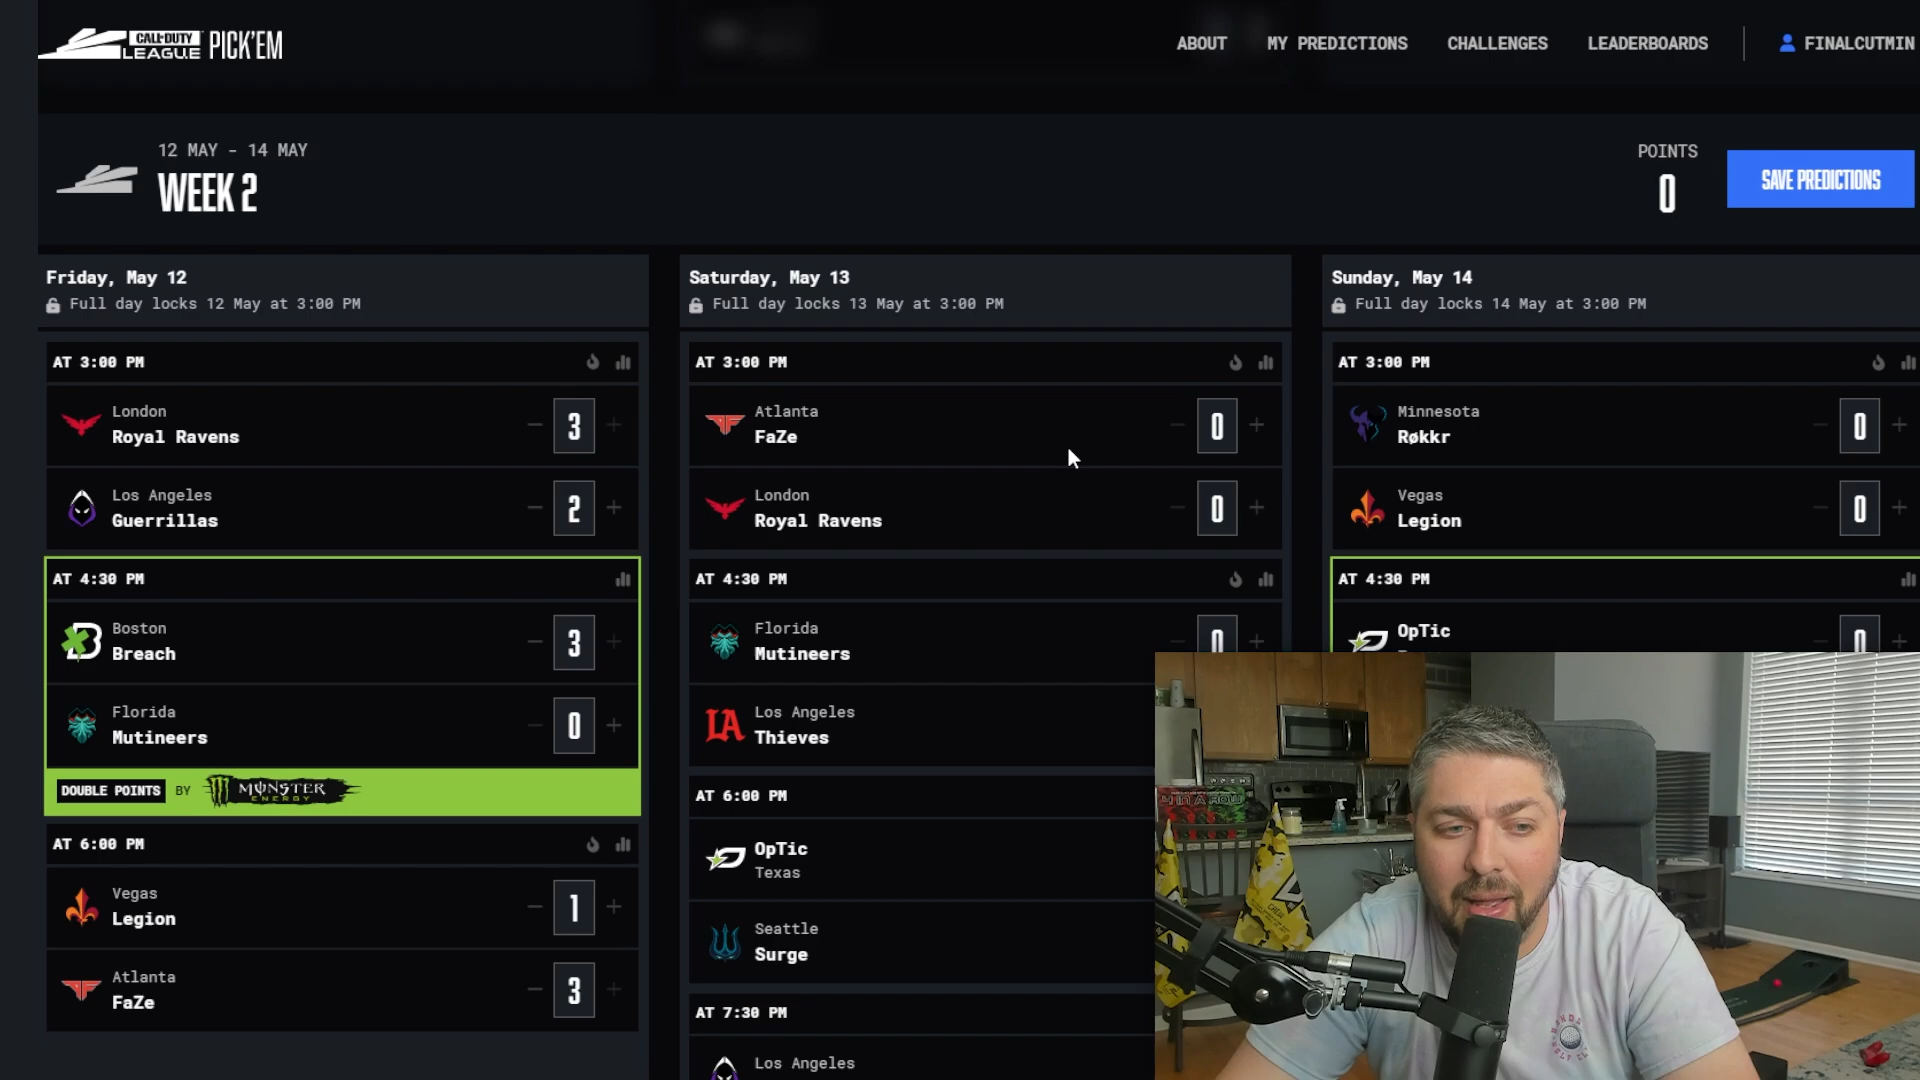 CALL OF DUTY LEAGUE PICK'EM
ABOUT
MY PREDICTIONS
CHALLENGES
LEADERBOARDS
FINALCUTMIN
12 MAY - 14 MAY
WEEK 2
POINTS
0
SAVE PREDICTIONS
Friday, May 12
Full day locks 12 May at 3:00 PM
AT 3:00 PM
London
Royal Ravens
3
Los Angeles
Guerrillas
2
AT 4:30 PM
Boston
Breach
3
Florida
Mutineers
0
DOUBLE POINTS BY MONSTER ENERGY
AT 6:00 PM
Vegas
Legion
1
Atlanta
FaZe
3
Saturday, May 13
Full day locks 13 May at 3:00 PM
AT 3:00 PM
Atlanta
FaZe
0
London
Royal Ravens
0
AT 4:30 PM
Florida
Mutineers
0
LA
Los Angeles
Thieves
AT 6:00 PM
OpTic
Texas
Seattle
Surge
AT 7:30 PM
Los Angeles
Sunday, May 14
Full day locks 14 May at 3:00 PM
AT 3:00 PM
Minnesota
Røkkr
0
Vegas
Legion
0
AT 4:30 PM
OpTic
0
4 IN A ROW